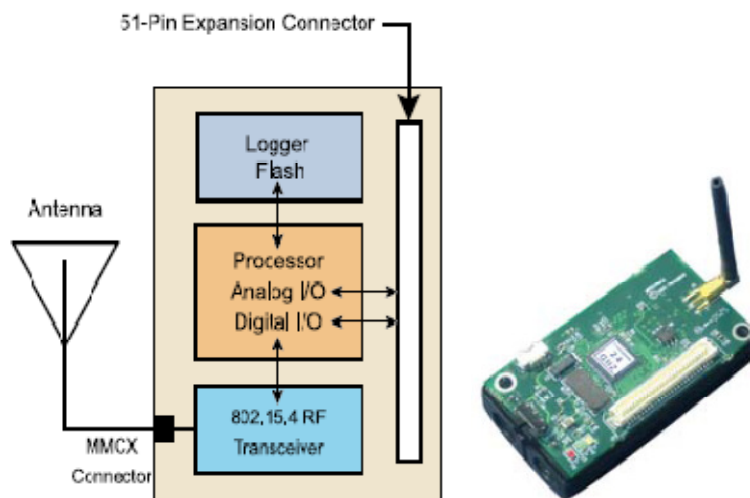 51-Pin Expansion Connector
Logger
Flash
Antenna
Processor
Analog I/O
Digital I/O
802.15.4 RF
Transceiver
MMCX
Connector